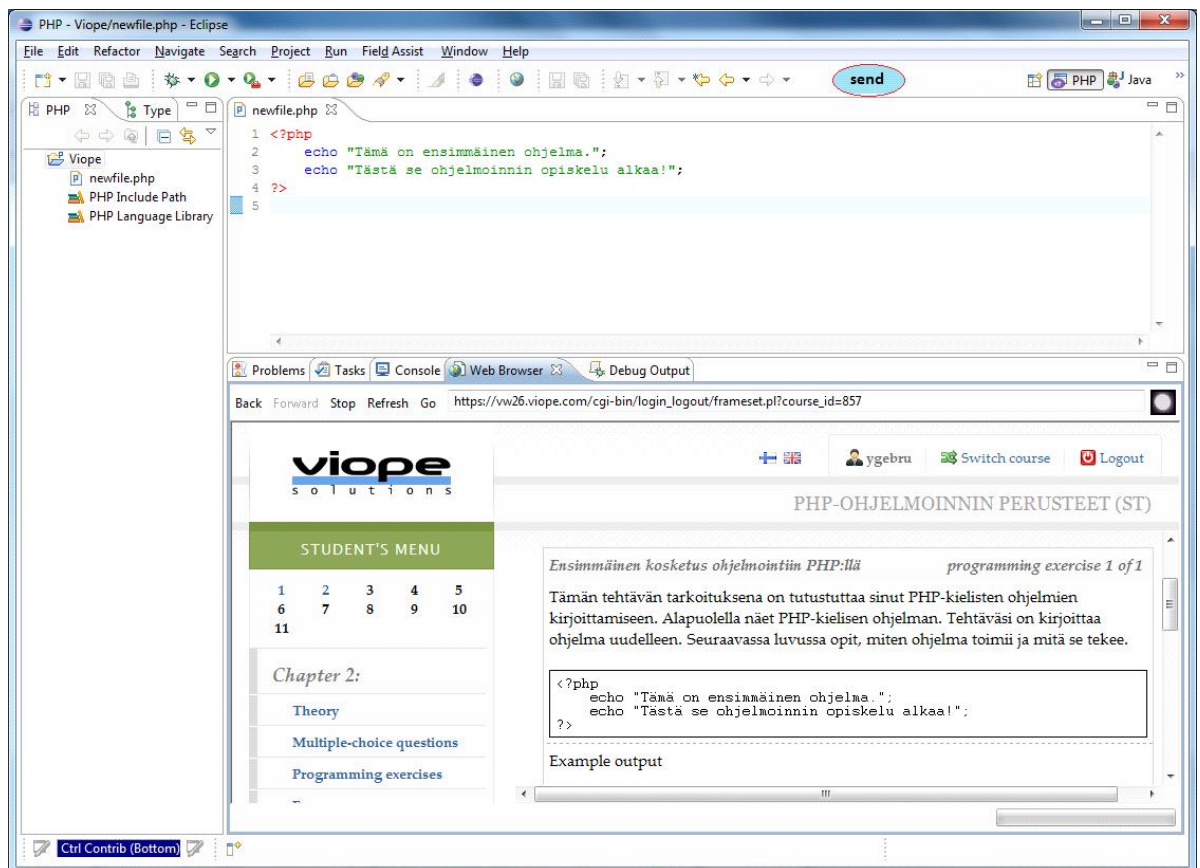 PHP - Viope/newfile.php - Eclipse
File Edit Refactor Navigate Search Project Run Field Assist Window Help
send PHP Java »
PHP Type
newfile.php
Viope
newfile.php
PHP Include Path
PHP Language Library
1 <?php
2 echo "Tämä on ensimmäinen ohjelma.";
3 echo "Tästä se ohjelmoinnin opiskelu alkaa!";
4 ?>
5
Problems Tasks Console Web Browser Debug Output
Back Forward Stop Refresh Go https://vw26.viope.com/cgi-bin/login_logout/frameset.pl?course_id=857
viope
solutions
ygebru Switch course Logout
PHP-OHJELMOINNIN PERUSTEET (ST)
STUDENT'S MENU
1 2 3 4 5
6 7 8 9 10
11
Chapter 2:
Theory
Multiple-choice questions
Programming exercises
Ensimmäinen kosketus ohjelmointiin PHP:llä programming exercise 1 of 1
Tämän tehtävän tarkoituksena on tutustuttaa sinut PHP-kielisten ohjelmien
kirjoittamiseen. Alapuolella näet PHP-kielisen ohjelman. Tehtäväsi on kirjoittaa
ohjelma uudelleen. Seuraavassa luvussa opit, miten ohjelma toimii ja mitä se tekee.
<?php
echo "Tämä on ensimmäinen ohjelma.";
echo "Tästä se ohjelmoinnin opiskelu alkaa!";
?>
Example output
Ctrl Contrib (Bottom)